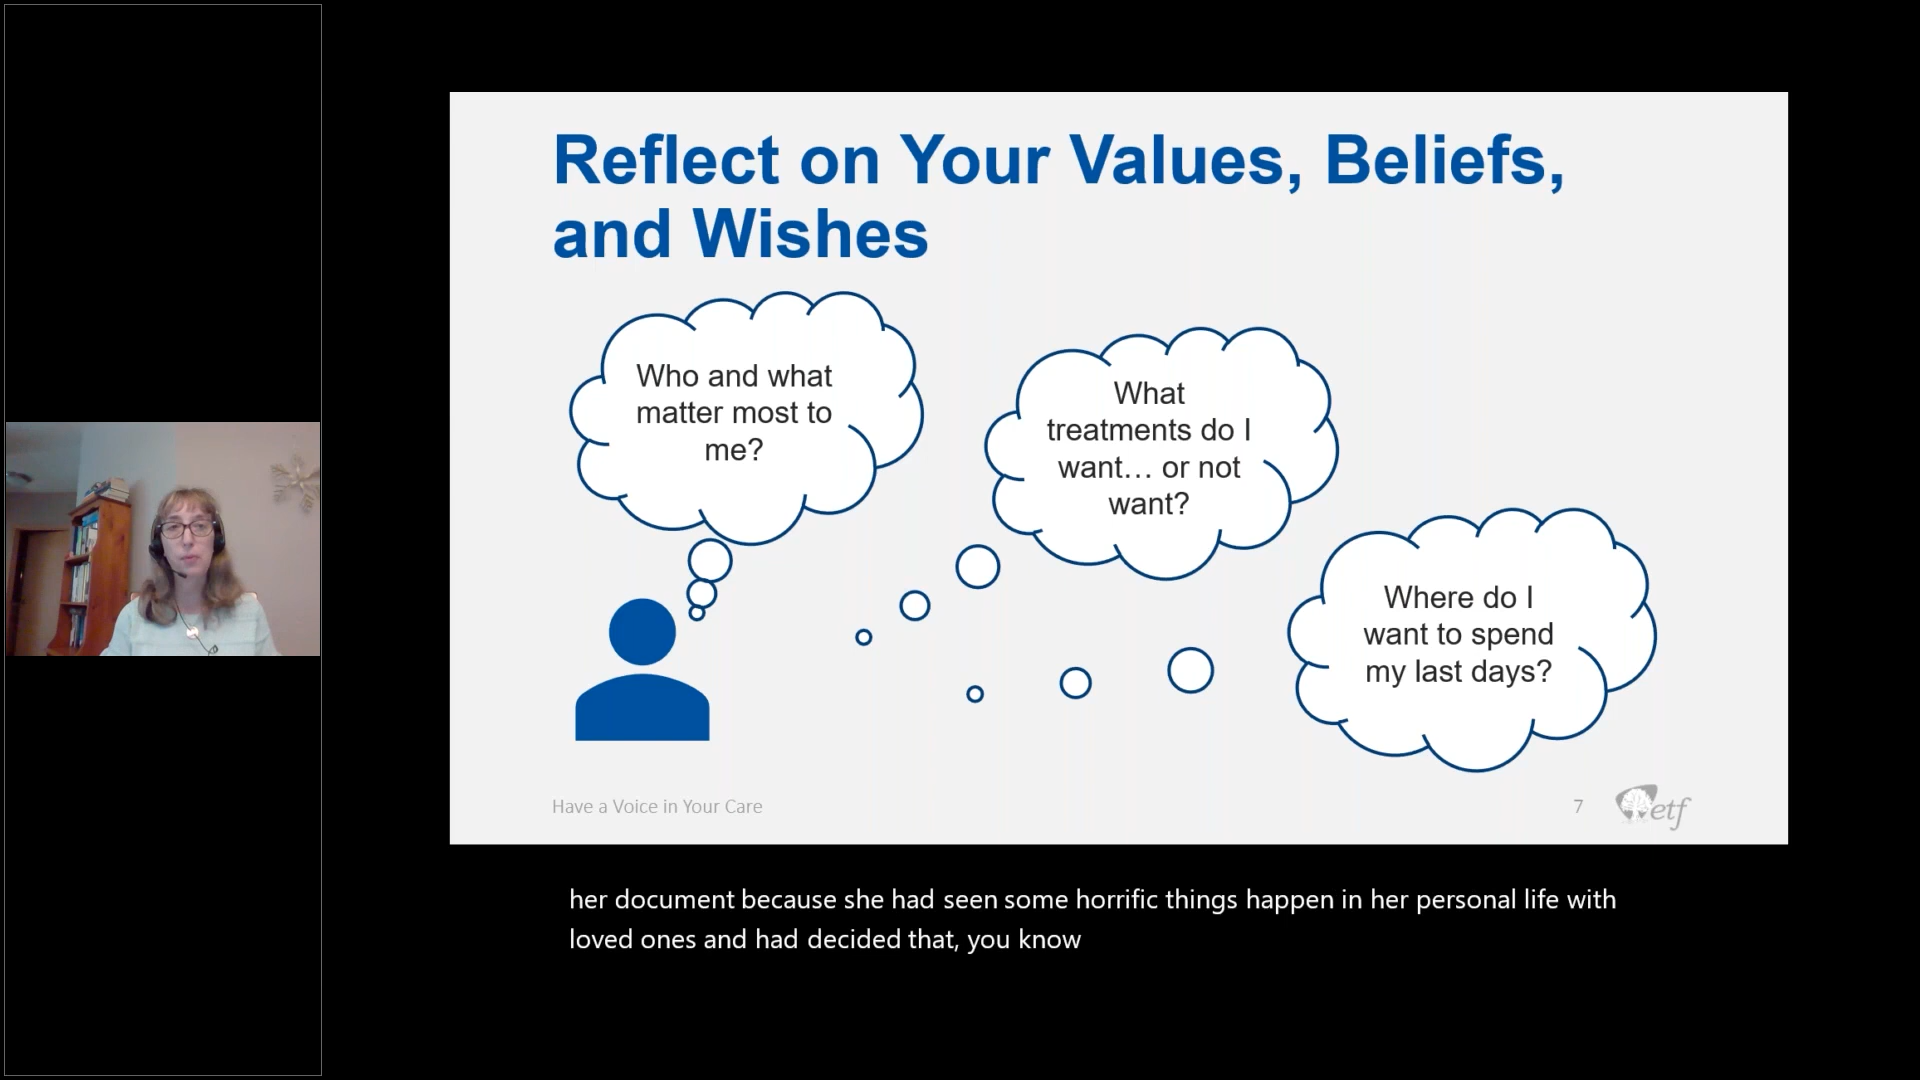 Reflect on Your Values, Beliefs,
and Wishes
Who and what
matter most to
me?
What
treatments do I
want... or not
want?
Where do I
want to spend
my last days?
Have a Voice in Your Care
7
etf
her document because she had seen some horrific things happen in her personal life with
loved ones and had decided that, you know